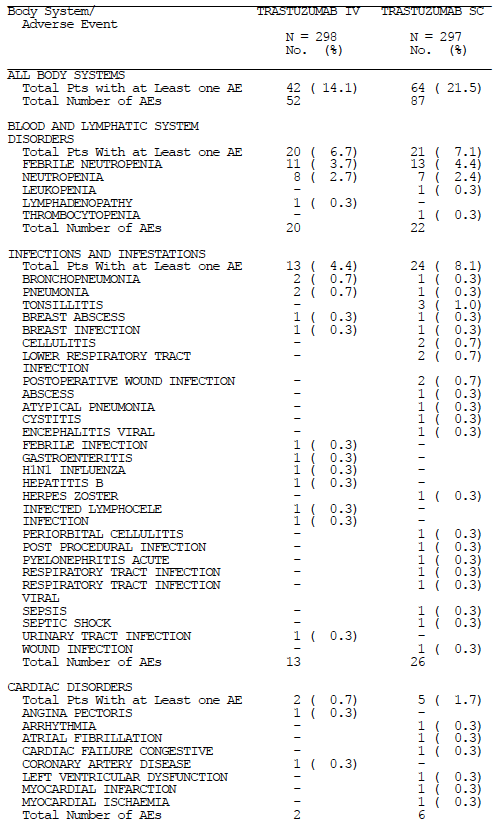 Body System/ TRASTUZUMAB IV TRASTUZUMAB SC
Adverse Event
N = 298 N = 297
No. (%) No. (%)
ALL BODY SYSTEMS
Total Pts with at Least one AE 42 ( 14.1) 64 ( 21.5)
Total Number of AEs 52 87
BLOOD AND LYMPHATIC SYSTEM
DISORDERS
Total Pts With at Least one AE 20 ( 6.7) 21 ( 7.1)
FEBRILE NEUTROPENIA 11 ( 3.7) 13 ( 4.4)
NEUTROPENIA 8 ( 2.7) 7 ( 2.4)
LEUKOPENIA - 1 ( 0.3)
LYMPHADENOPATHY 1 ( 0.3) -
THROMBOCYTOPENIA - 1 ( 0.3)
Total Number of AEs 20 22
INFECTIONS AND INFESTATIONS
Total Pts With at Least one AE 13 ( 4.4) 24 ( 8.1)
BRONCHOPNEUMONIA 2 ( 0.7) 1 ( 0.3)
PNEUMONIA 2 ( 0.7) 1 ( 0.3)
TONSILLITIS - 3 ( 1.0)
BREAST ABSCESS 1 ( 0.3) 1 ( 0.3)
BREAST INFECTION 1 ( 0.3) 1 ( 0.3)
CELLULITIS - 2 ( 0.7)
LOWER RESPIRATORY TRACT - 2 ( 0.7)
INFECTION
POSTOPERATIVE WOUND INFECTION - 2 ( 0.7)
ABSCESS - 1 ( 0.3)
ATYPICAL PNEUMONIA - 1 ( 0.3)
CYSTITIS - 1 ( 0.3)
ENCEPHALITIS VIRAL - 1 ( 0.3)
FEBRILE INFECTION 1 ( 0.3) -
GASTROENTERITIS 1 ( 0.3) -
H1N1 INFLUENZA 1 ( 0.3) -
HEPATITIS B 1 ( 0.3) -
HERPES ZOSTER - 1 ( 0.3)
INFECTED LYMPHOCELE 1 ( 0.3) -
INFECTION 1 ( 0.3) -
PERIORBITAL CELLULITIS - 1 ( 0.3)
POST PROCEDURAL INFECTION - 1 ( 0.3)
PYELONEPHRITIS ACUTE - 1 ( 0.3)
RESPIRATORY TRACT INFECTION - 1 ( 0.3)
RESPIRATORY TRACT INFECTION - 1 ( 0.3)
VIRAL
SEPSIS - 1 ( 0.3)
SEPTIC SHOCK - 1 ( 0.3)
URINARY TRACT INFECTION 1 ( 0.3) -
WOUND INFECTION - 1 ( 0.3)
Total Number of AEs 13 26
CARDIAC DISORDERS
Total Pts With at Least one AE 2 ( 0.7) 5 ( 1.7)
ANGINA PECTORIS 1 ( 0.3) -
ARRHYTHMIA - 1 ( 0.3)
ATRIAL FIBRILLATION - 1 ( 0.3)
CARDIAC FAILURE CONGESTIVE - 1 ( 0.3)
CORONARY ARTERY DISEASE 1 ( 0.3) -
LEFT VENTRICULAR DYSFUNCTION - 1 ( 0.3)
MYOCARDIAL INFARCTION - 1 ( 0.3)
MYOCARDIAL ISCHAEMIA - 1 ( 0.3)
Total Number of AEs 2 6